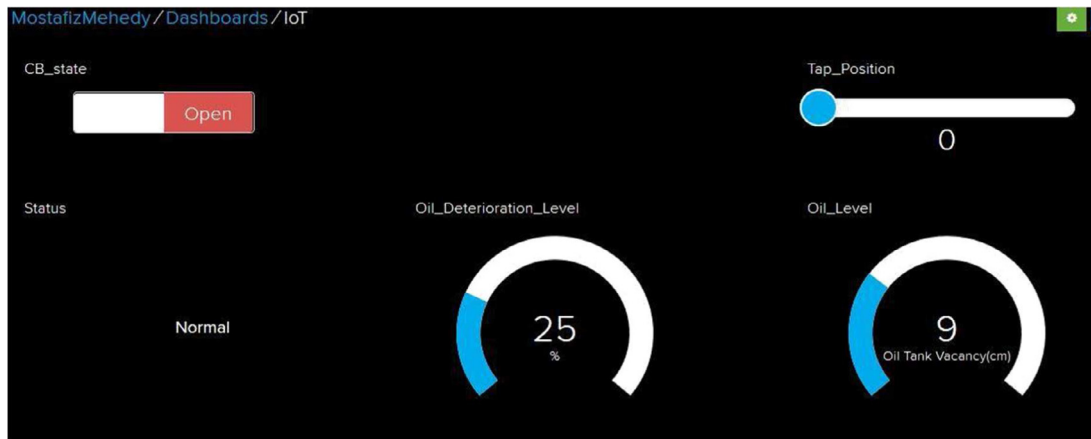 MostafizMehedy / Dashboards / IoT
CB_state
Tap_Position
Open
0
Status
Oil_Deterioration_Level
Oil_Level
Normal
25
%
9
Oil Tank Vacancy(cm)